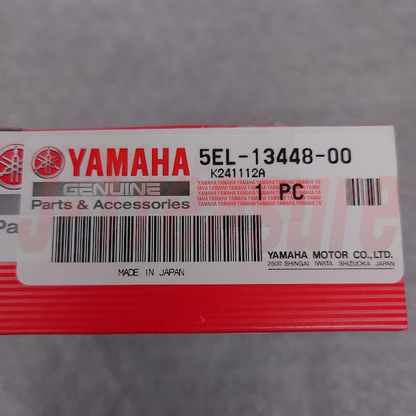 YAMAHA 5EL-13448-00
K241112A
GENUINE
Parts & Accessories
1 PC
MADE IN JAPAN
YAMAHA MOTOR CO.,LTD.
2500 SHINGAI IWATA SHIZUOKA JAPAN
Pa